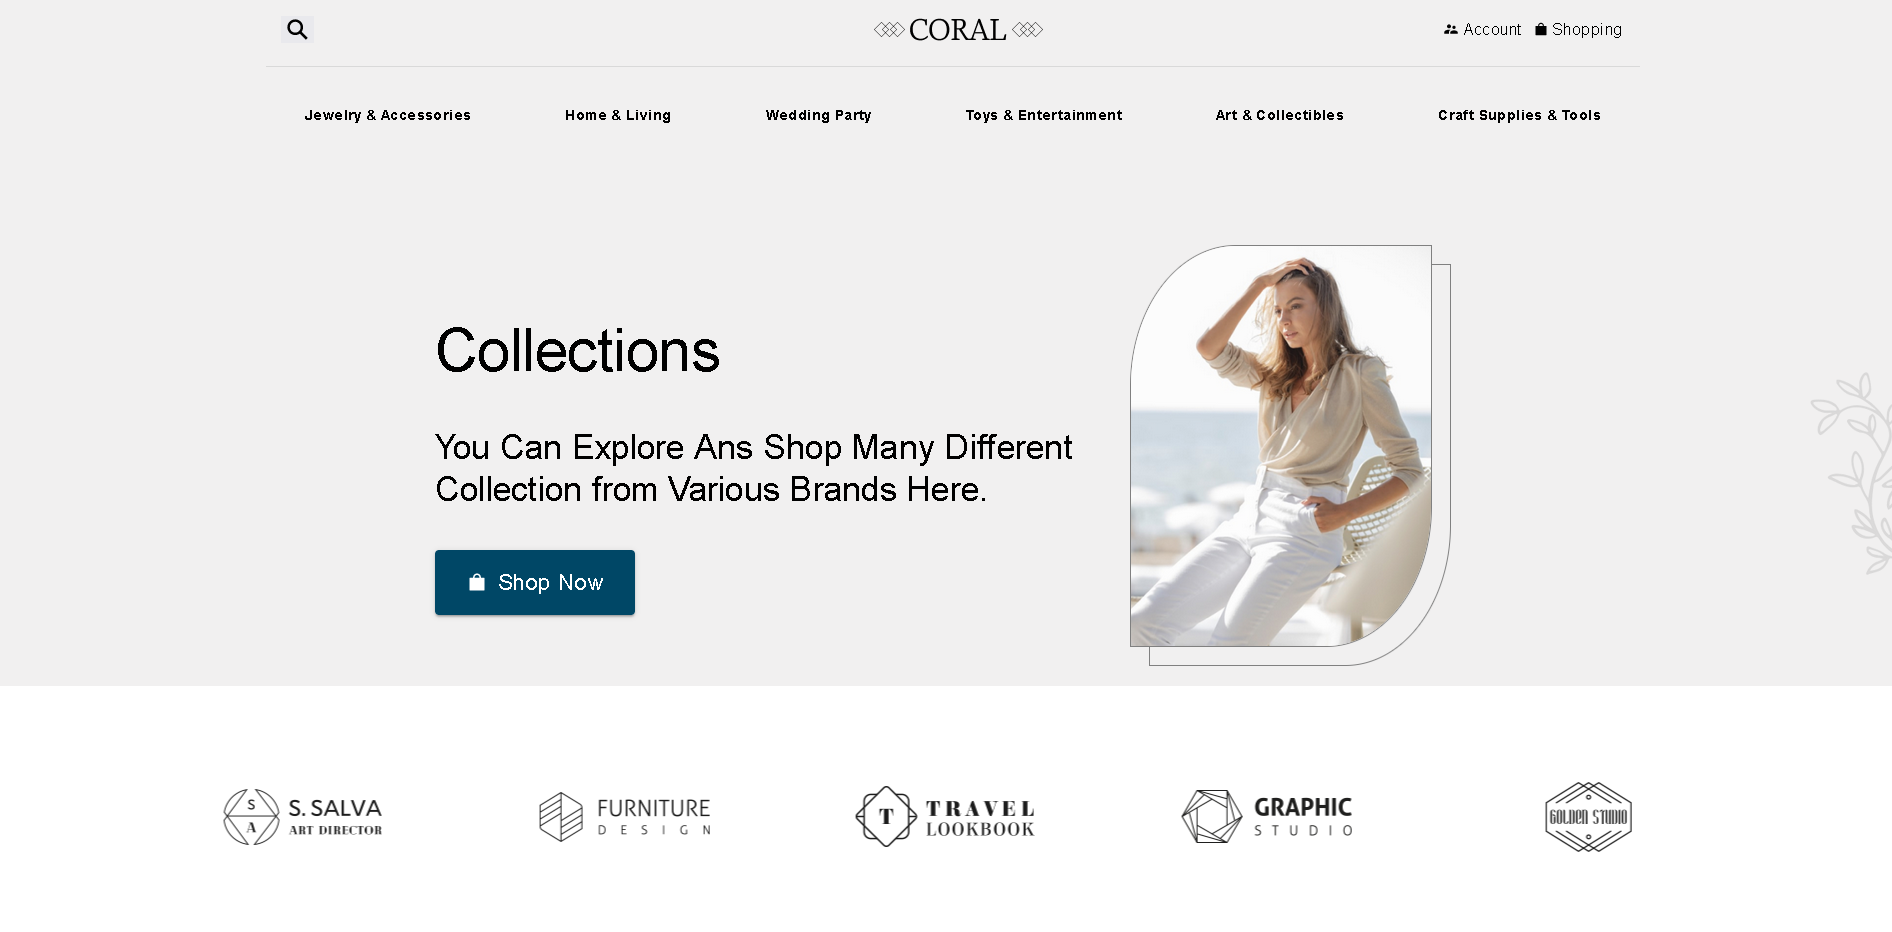 CORAL
Account Shopping
Jewelry & Accessories Home & Living Wedding Party Toys & Entertainment Art & Collectibles Craft Supplies & Tools
Collections
You Can Explore Ans Shop Many Different
Collection from Various Brands Here.
Shop Now
S
A
S. SALVA
ART DIRECTOR
FURNITURE
DESIGN
T
TRAVEL
LOOKBOOK
GRAPHIC
STUDIO
GOLDEN STUDIO